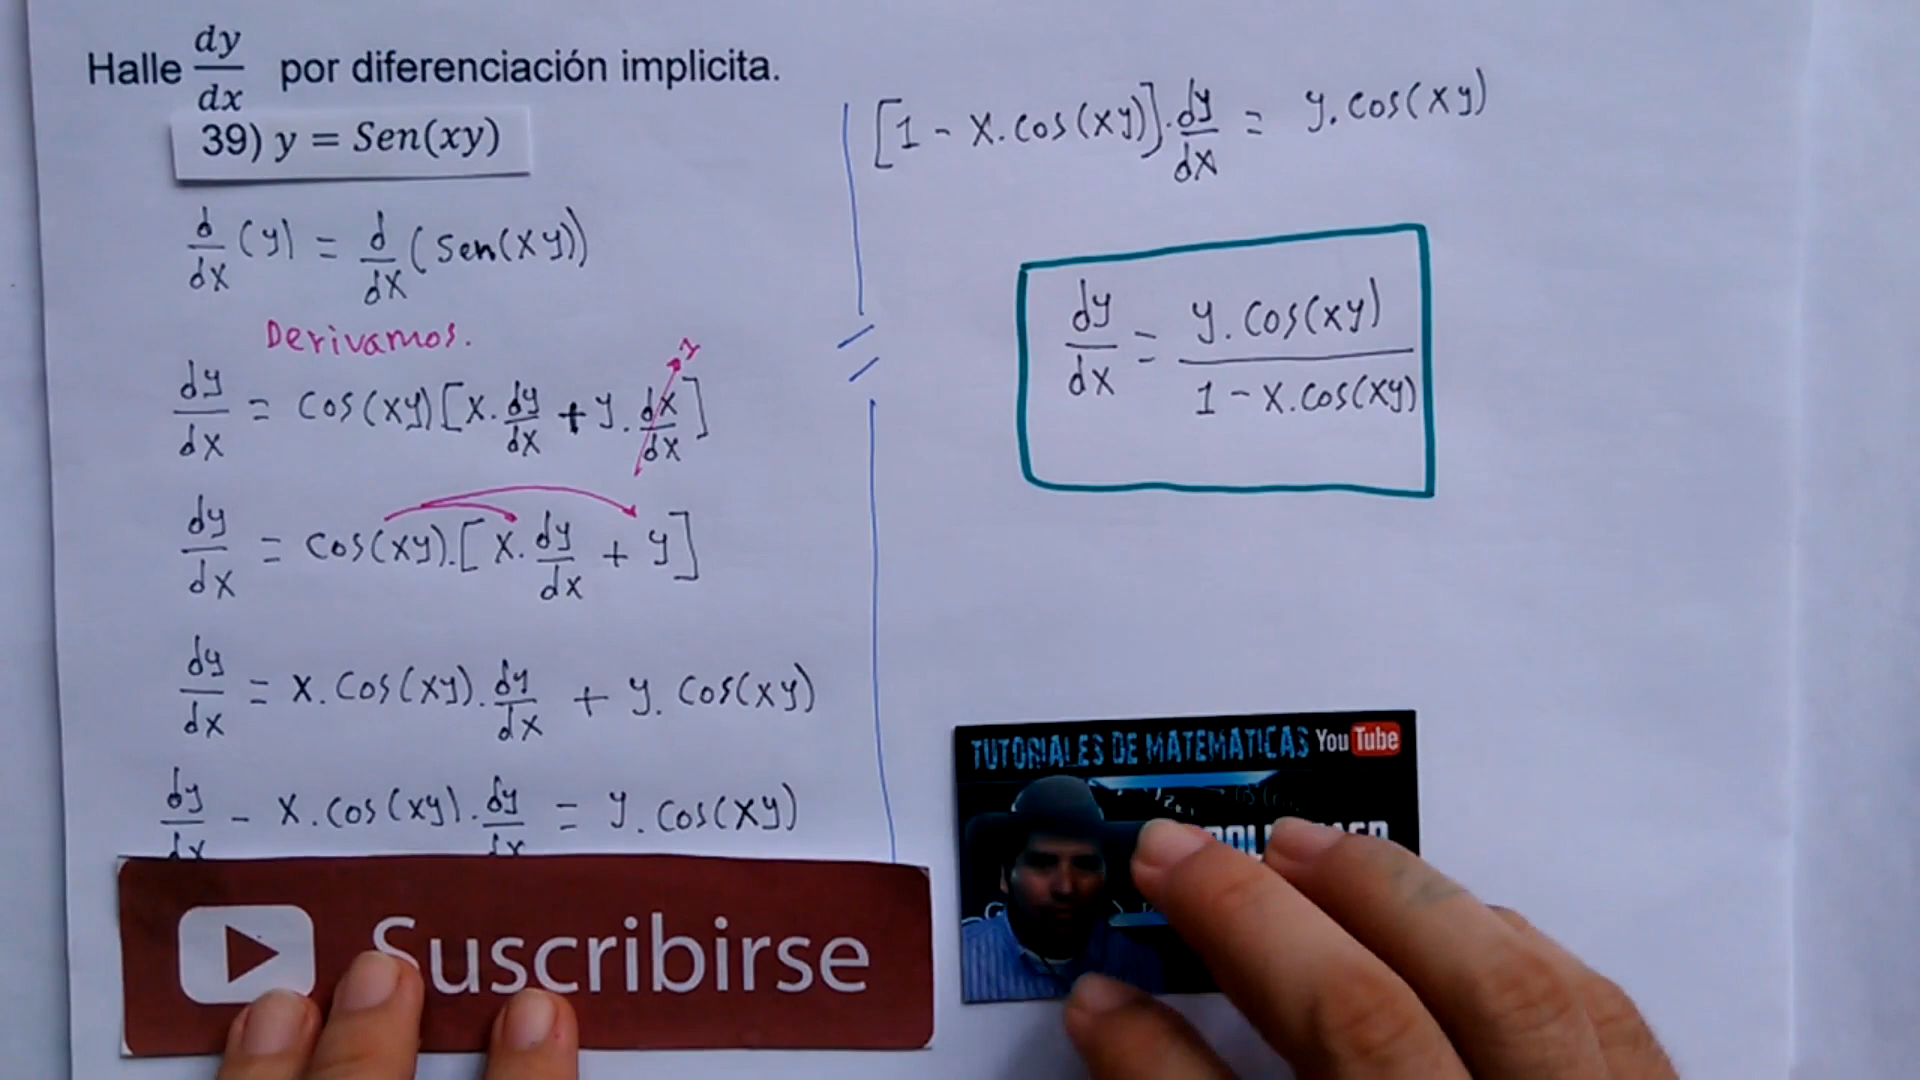 Halle dy/dx por diferenciación implicita.
39) y = Sen(xy)
d/dx (y) = d/dx (Sen(xy))
Derivamos.
dy/dx = cos(xy)[x. dy/dx + y. dx/dx] 1
dy/dx = cos(xy).[x. dy/dx + y]
dy/dx = x.cos(xy). dy/dx + y.cos(xy)
dy/dx - x.cos(xy). dy/dx = y.cos(xy)
[1 - x.cos(xy)]. dy/dx = y.cos(xy)
dy/dx = y.cos(xy) / 1 - x.cos(xy)
Suscribirse
TUTORIALES DE MATEMATICAS YouTube